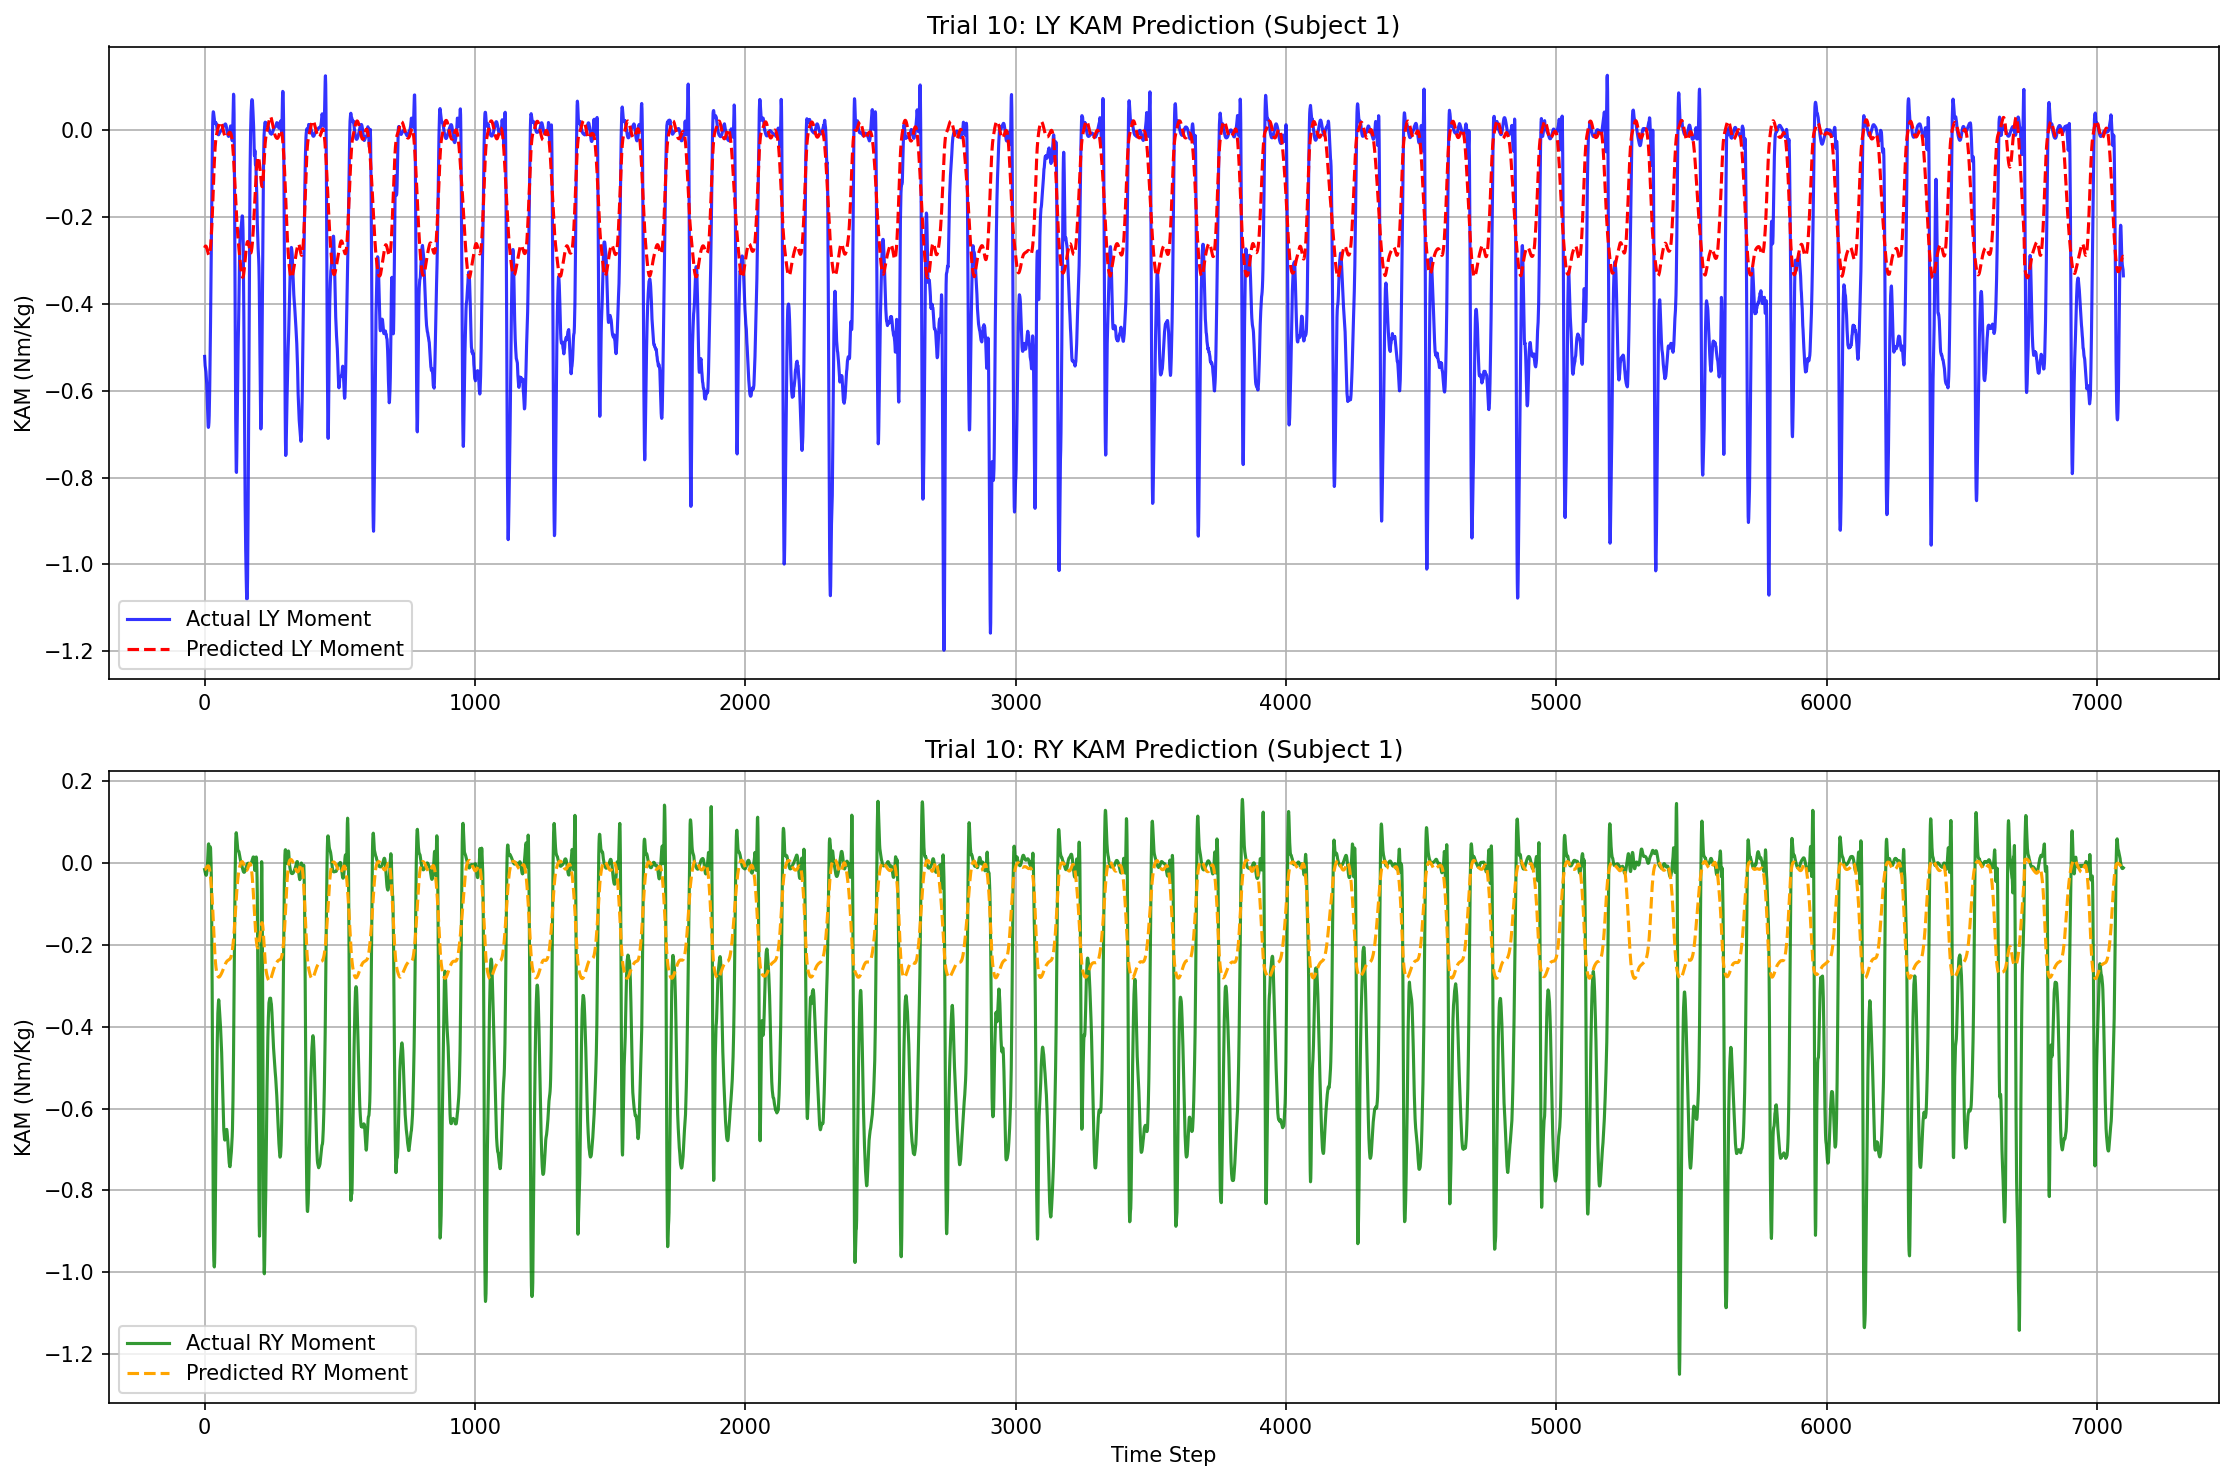 Trial 10: LY KAM Prediction (Subject 1)
KAM (Nm/Kg)
0.0
−0.2
−0.4
−0.6
−0.8
−1.0
−1.2
Actual LY Moment
Predicted LY Moment
0 1000 2000 3000 4000 5000 6000 7000
Trial 10: RY KAM Prediction (Subject 1)
KAM (Nm/Kg)
0.2
0.0
−0.2
−0.4
−0.6
−0.8
−1.0
−1.2
Actual RY Moment
Predicted RY Moment
0 1000 2000 3000 4000 5000 6000 7000
Time Step